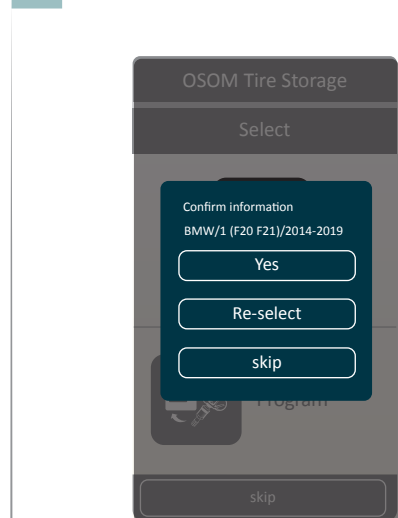 OSOM Tire Storage
Select
Confirm information
BMW/1 (F20 F21)/2014-2019
Yes
Re-select
skip
Program
skip